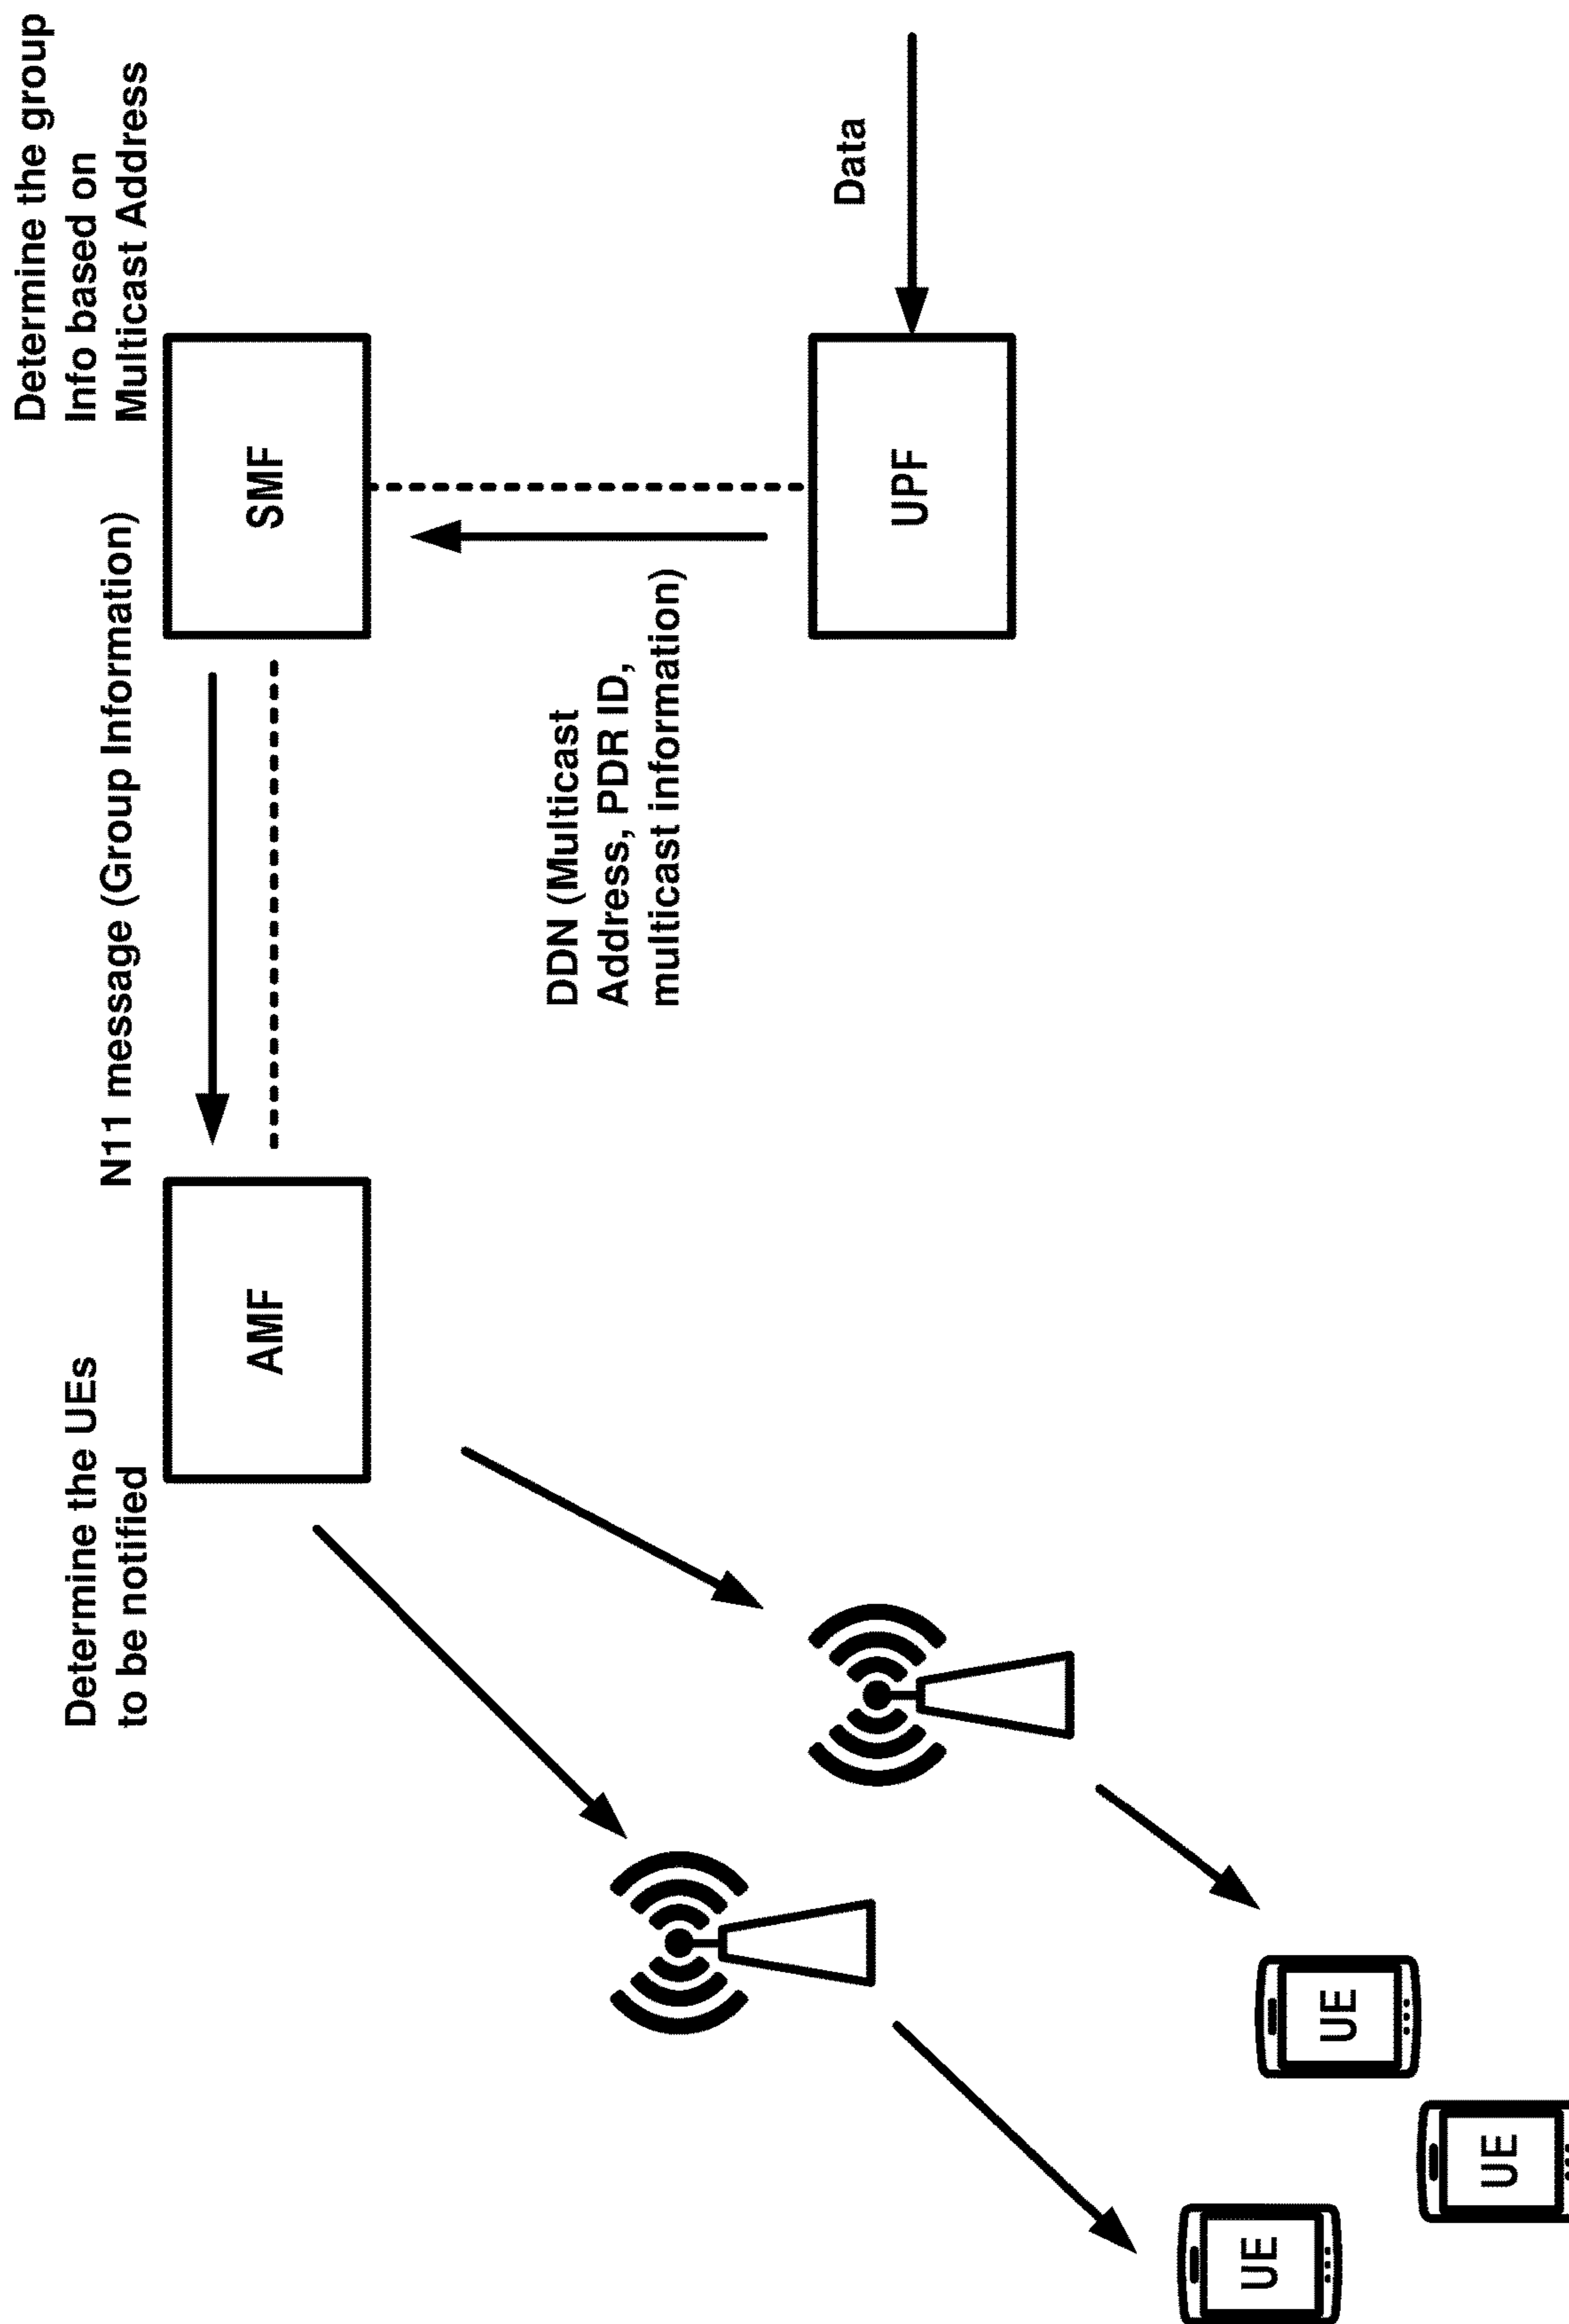 Determine the UEs
to be notified
AMF
N11 message (Group Information)
Determine the group
Info based on
Multicast Address
SMF
DDN (Multicast
Address, PDR ID,
multicast information)
UPF
Data
UE
UE
UE